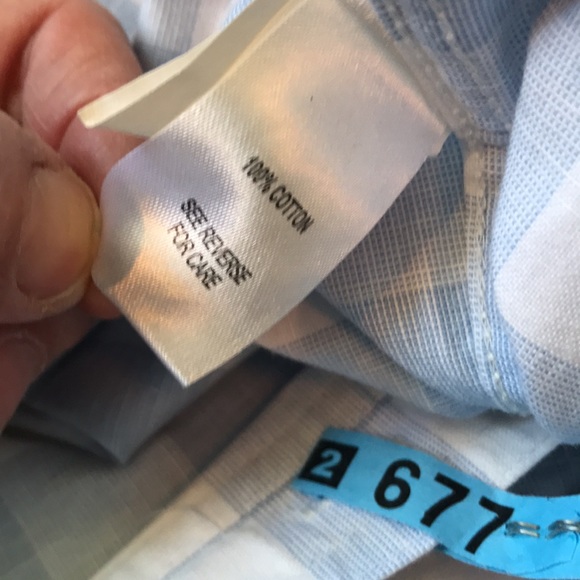 100% COTTON
SEE REVERSE
FOR CARE
2 677